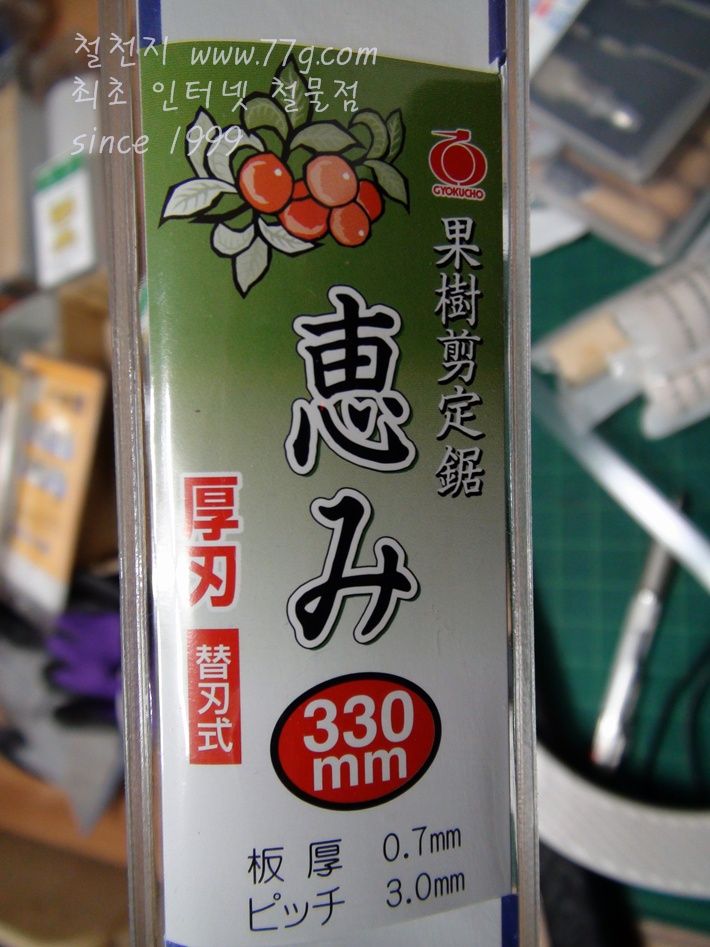 철천지 www.77g.com
최초 인터넷 철물점
since 1999
GYOKUCHO
果樹剪定鋸
恵み
厚刃
替刃式
330
mm
板厚 0.7mm
ピッチ 3.0mm